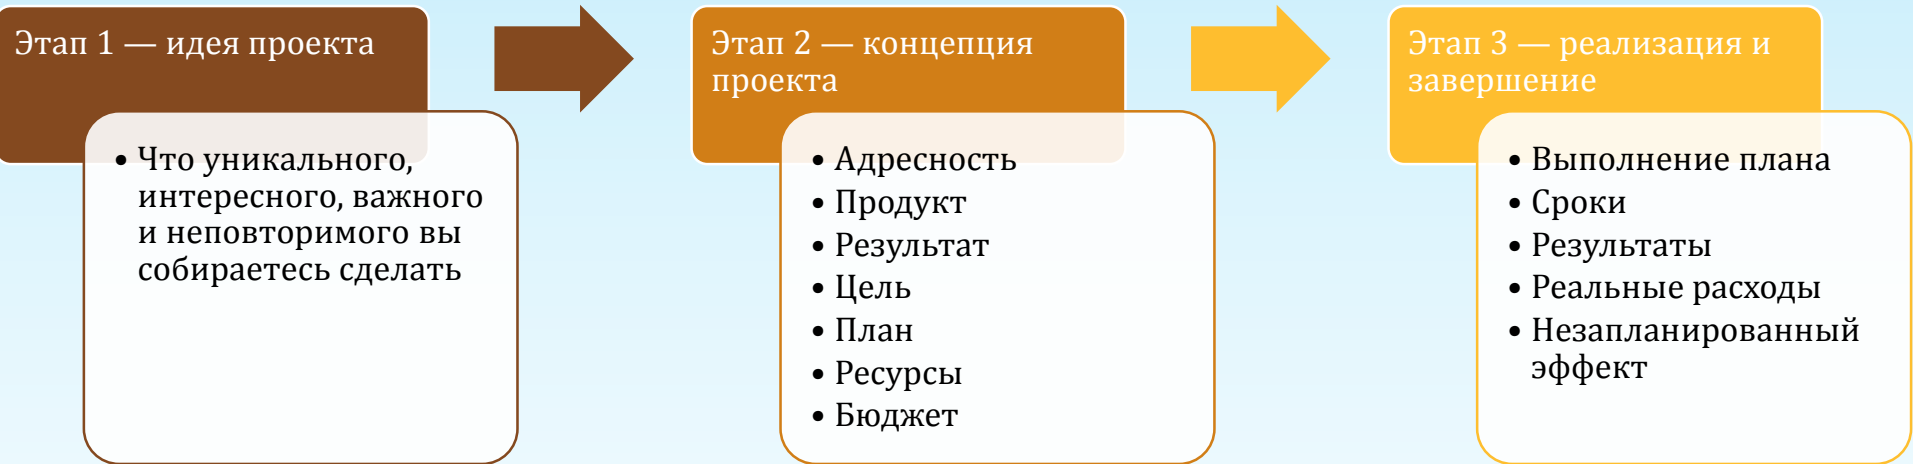 Этап 1 — идея проекта
• Что уникального,
интересного, важного
и неповторимого вы
собираетесь сделать
Этап 2 — концепция
проекта
• Адресность
• Продукт
• Результат
• Цель
• План
• Ресурсы
• Бюджет
Этап 3 — реализация и
завершение
• Выполнение плана
• Сроки
• Результаты
• Реальные расходы
• Незапланированный
эффект